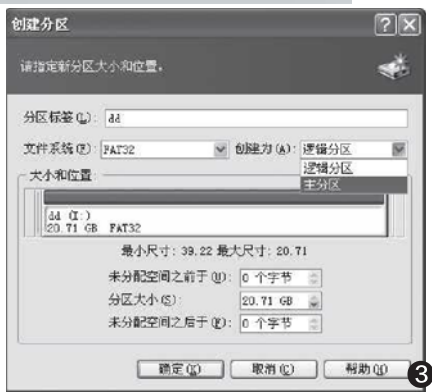 创建分区
请指定新分区大小和位置。
分区标签(L): dd
文件系统(F): FAT32 创建为(A): 逻辑分区
逻辑分区
主分区
大小和位置
dd (I:)
20.71 GB FAT32
最小尺寸: 39.22 最大尺寸: 20.71
未分配空间之前于(U): 0 个字节
分区大小(S): 20.71 GB
未分配空间之后于(P): 0 个字节
确定(O) 取消(C) 帮助(H)
3